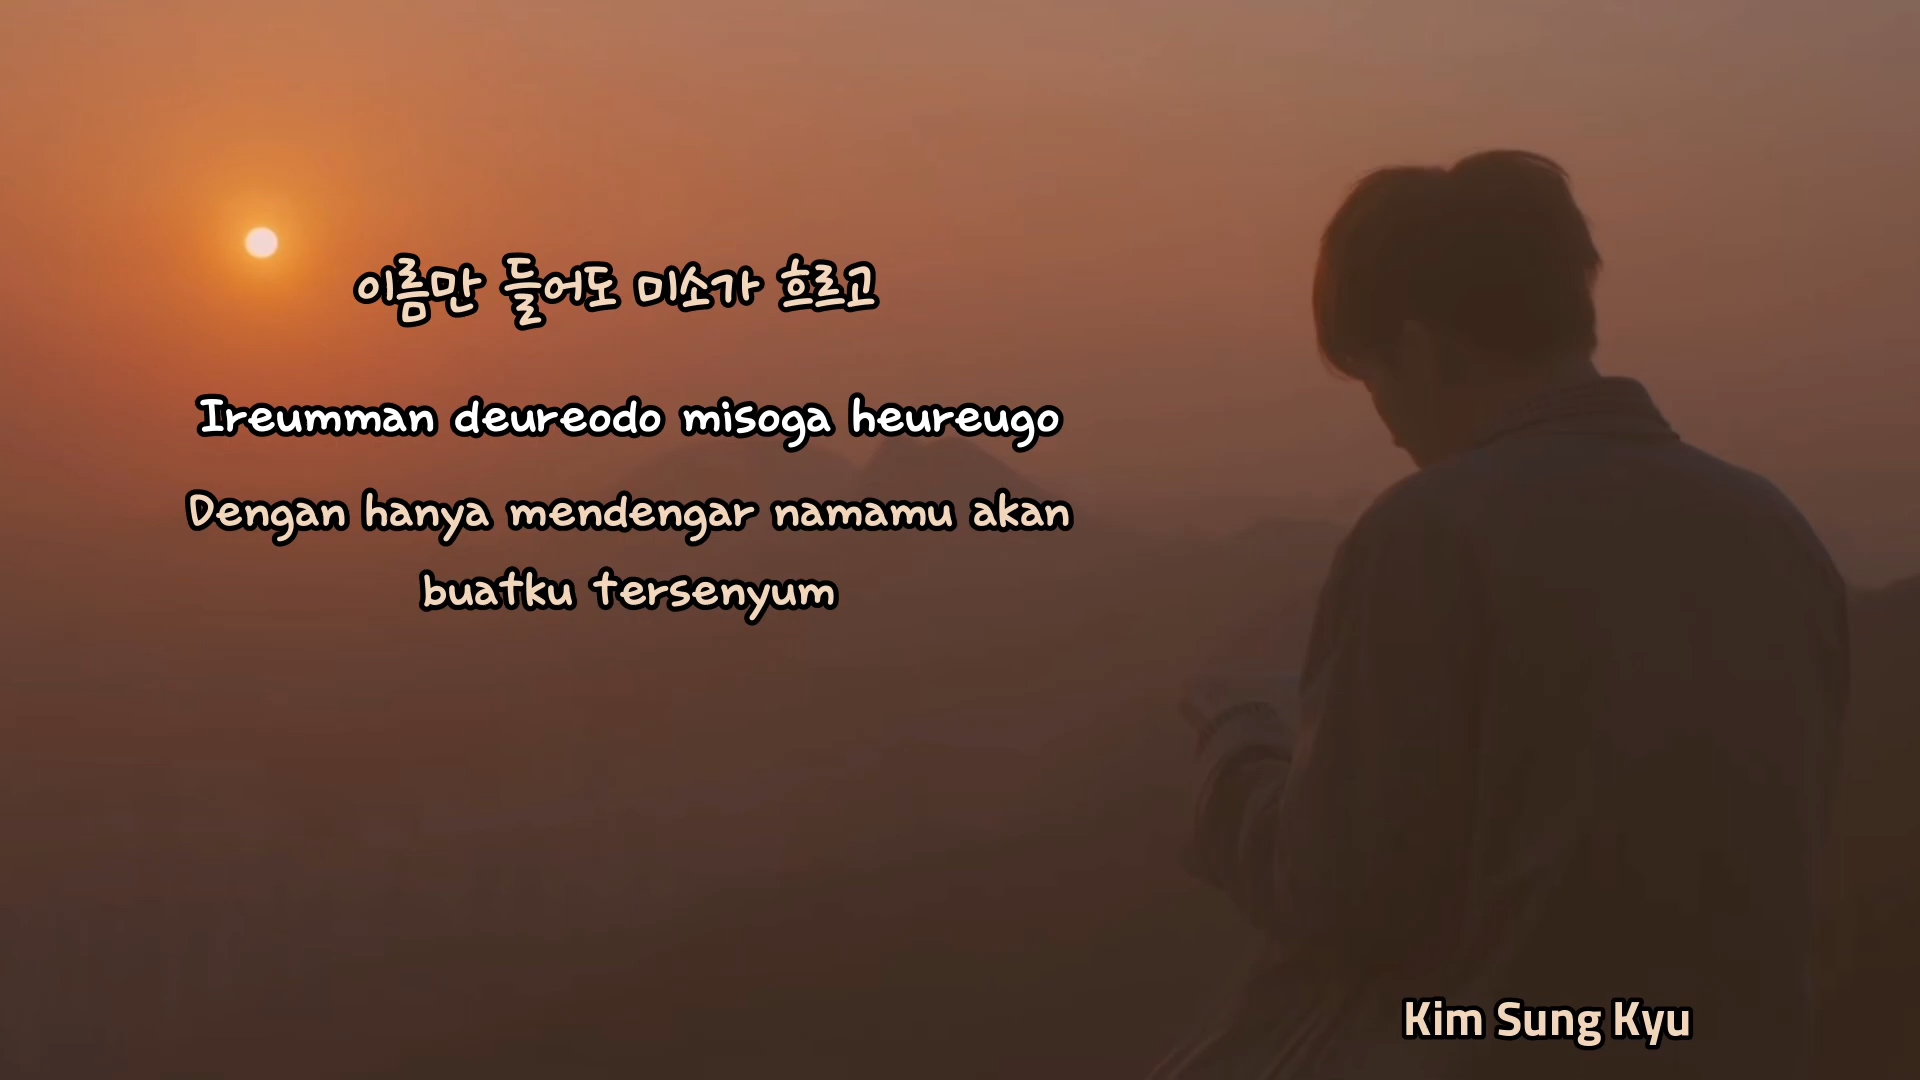 이름만 들어도 미소가 흐르고
Ireumman deureodo misoga heureugo
Dengan hanya mendengar namamu akan
buatku tersenyum
Kim Sung Kyu